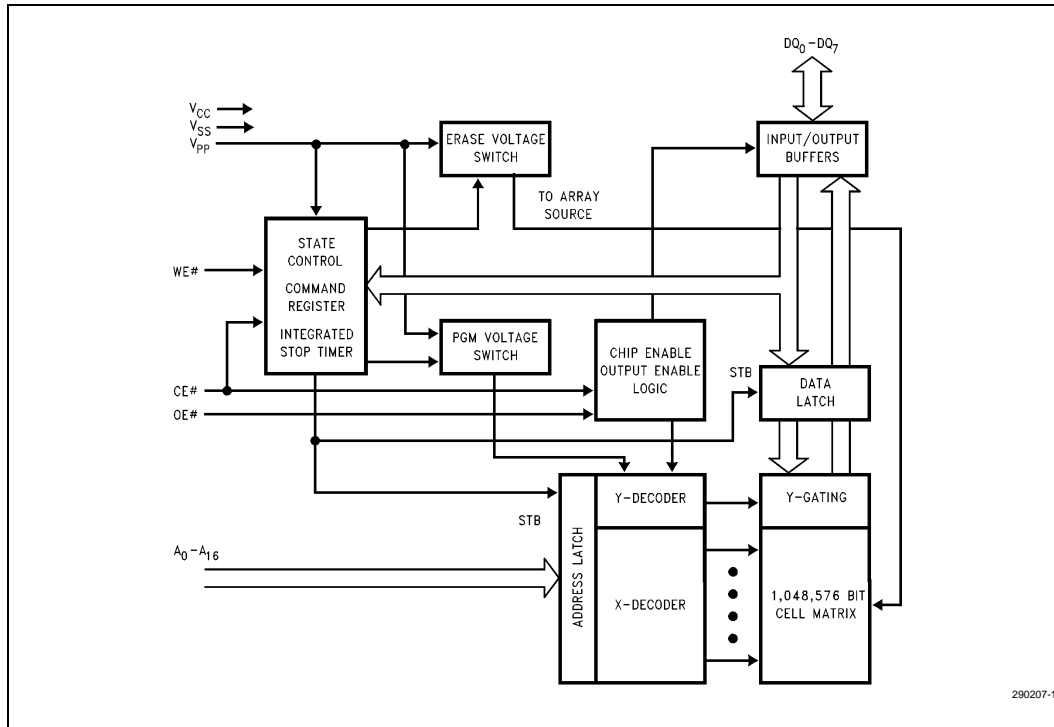 DQ0-DQ7
VCC
VSS
VPP
ERASE VOLTAGE
SWITCH
INPUT/OUTPUT
BUFFERS
TO ARRAY
SOURCE
STATE
CONTROL
COMMAND
REGISTER
INTEGRATED
STOP TIMER
WE#
PGM VOLTAGE
SWITCH
CHIP ENABLE
OUTPUT ENABLE
LOGIC
STB
DATA
LATCH
CE#
OE#
STB
ADDRESS LATCH
Y-DECODER
Y-GATING
A0-A16
X-DECODER
1,048,576 BIT
CELL MATRIX
290207-1